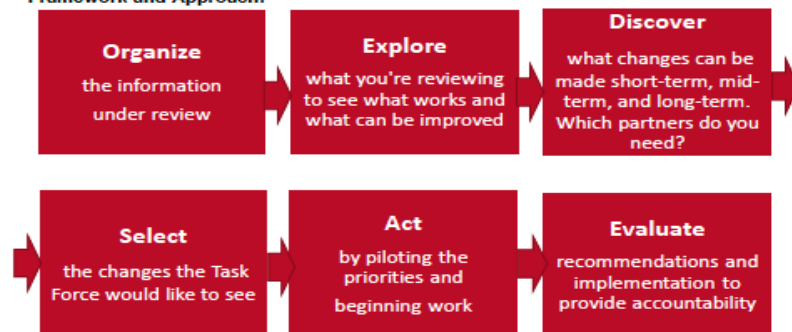 Framework and Approach
Organize
the information
under review
Explore
what you're reviewing
to see what works and
what can be improved
Discover
what changes can be
made short-term, mid-
term, and long-term.
Which partners do you
need?
Select
the changes the Task
Force would like to see
Act
by piloting the
priorities and
beginning work
Evaluate
recommendations and
implementation to
provide accountability